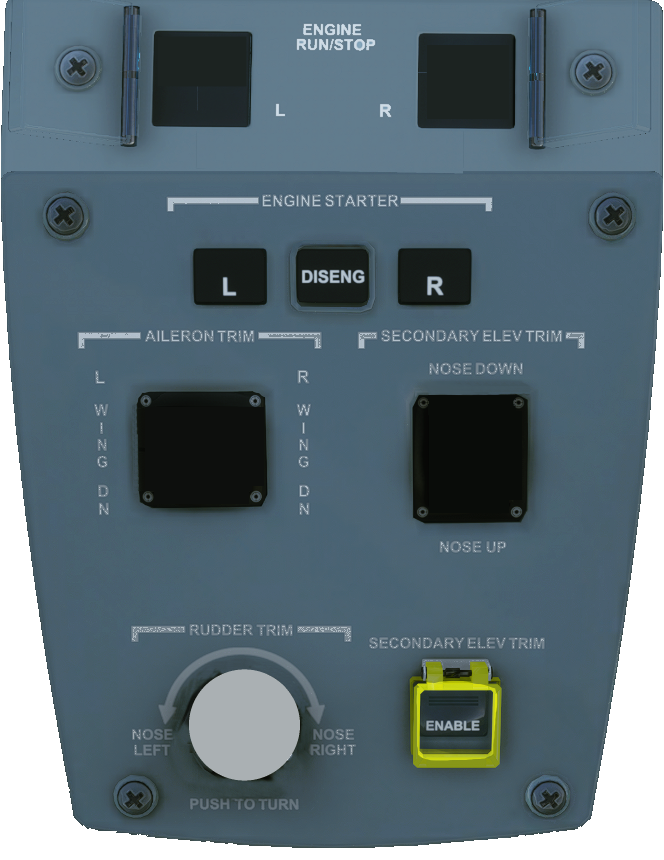 ENGINE
RUN/STOP
L
R
ENGINE STARTER
L
DISENG
R
AILERON TRIM
SECONDARY ELEV TRIM
L WING DN
R WING DN
NOSE DOWN
NOSE UP
RUDDER TRIM
SECONDARY ELEV TRIM
NOSE
LEFT
NOSE
RIGHT
ENABLE
PUSH TO TURN